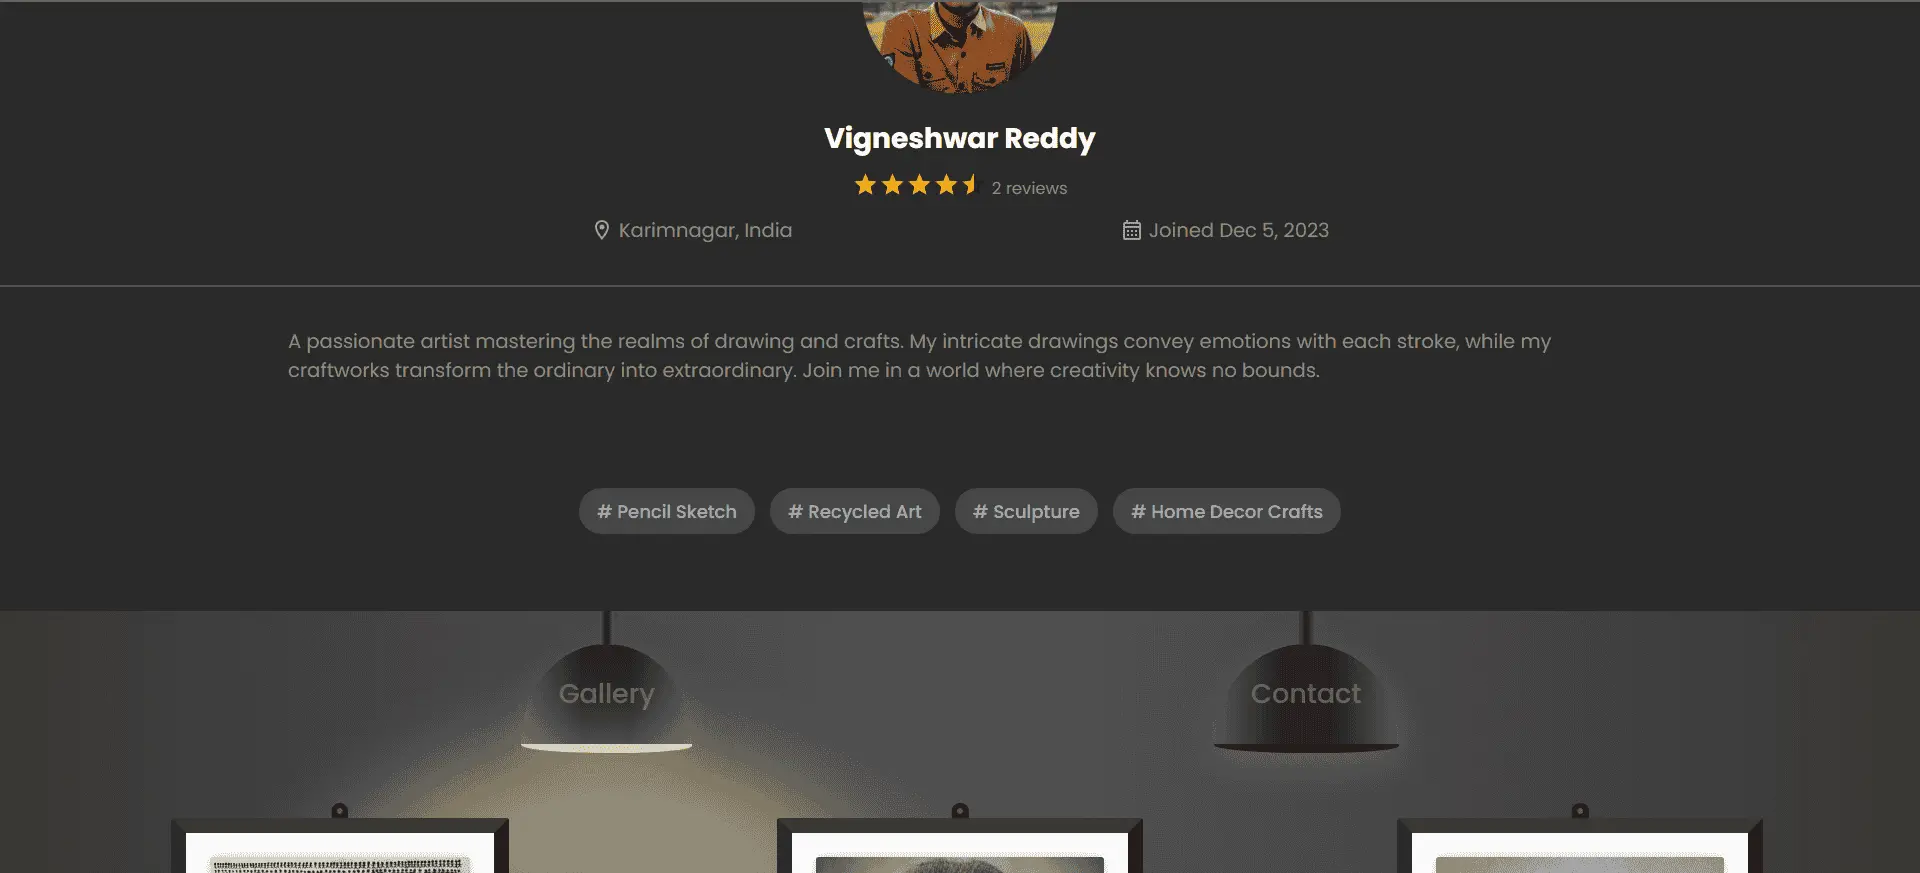 Vigneshwar Reddy
2 reviews
Karimnagar, India
Joined Dec 5, 2023
A passionate artist mastering the realms of drawing and crafts. My intricate drawings convey emotions with each stroke, while my
craftworks transform the ordinary into extraordinary. Join me in a world where creativity knows no bounds.
# Pencil Sketch
# Recycled Art
# Sculpture
# Home Decor Crafts
Gallery
Contact